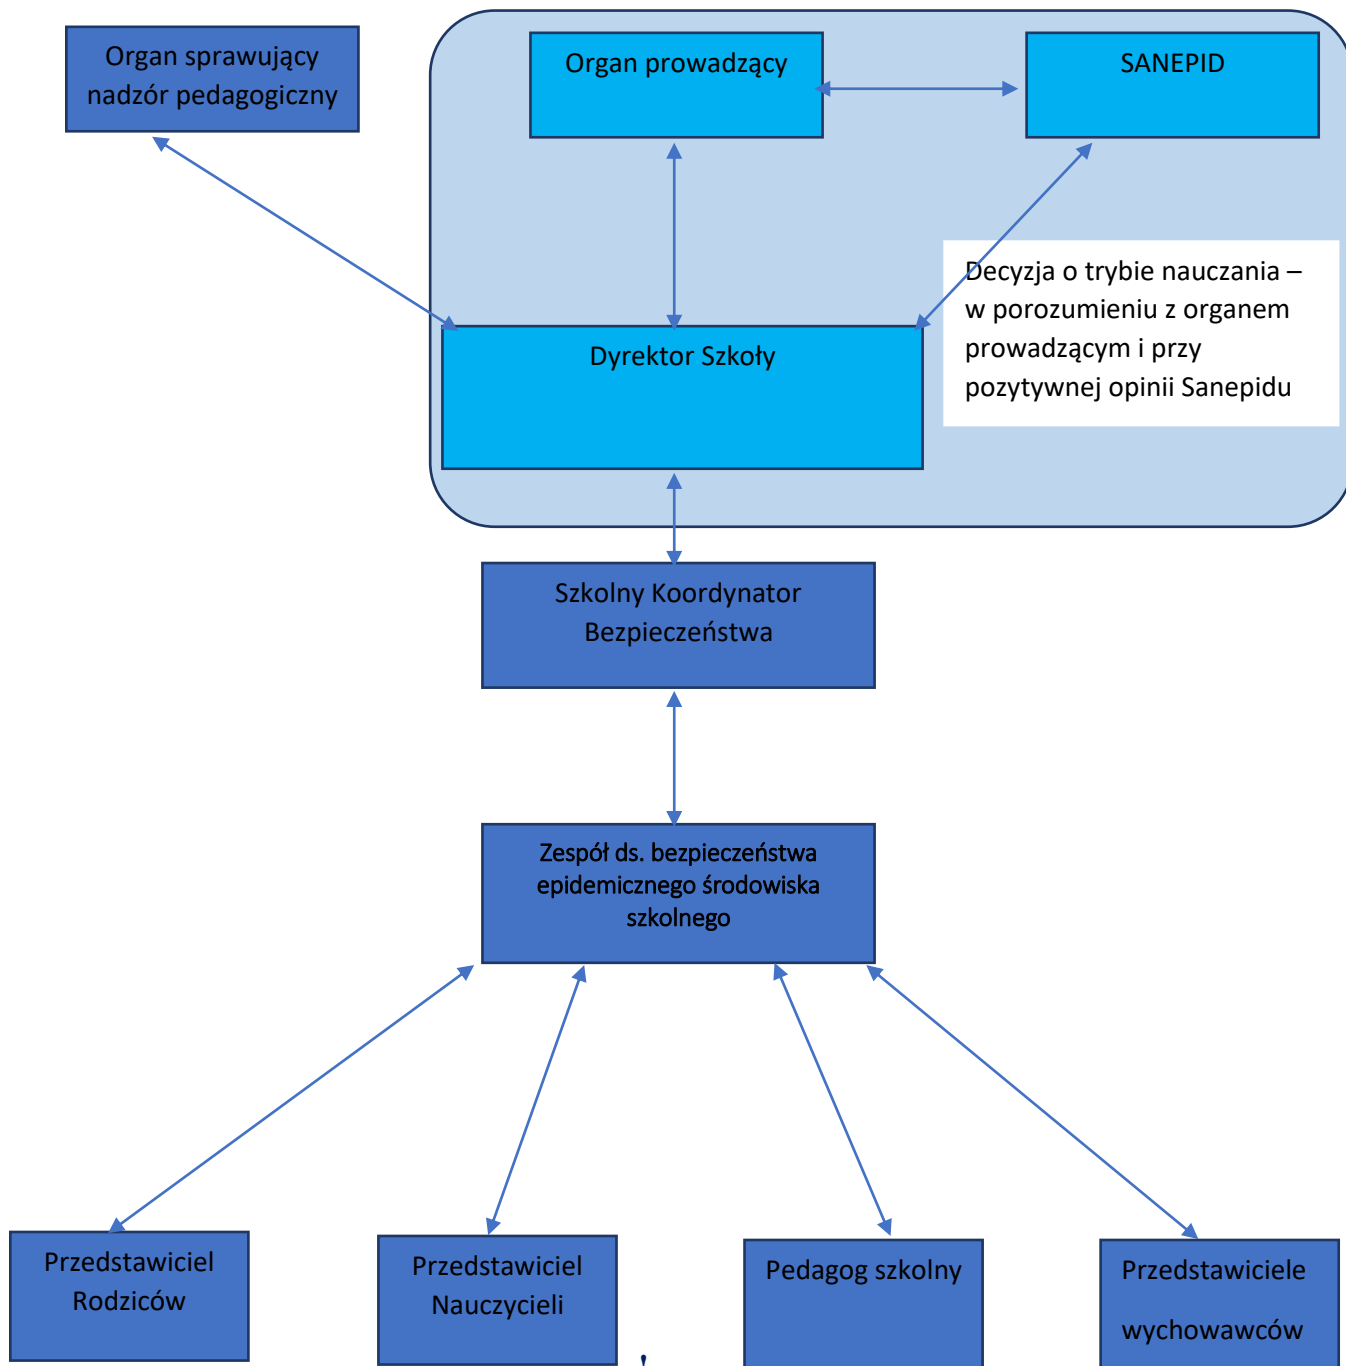 Organ sprawujący
nadzór pedagogiczny
Organ prowadzący
SANEPID
Decyzja o trybie nauczania –
w porozumieniu z organem
prowadzącym i przy
pozytywnej opinii Sanepidu
Dyrektor Szkoły
Szkolny Koordynator
Bezpieczeństwa
Zespół ds. bezpieczeństwa
epidemicznego środowiska
szkolnego
Przedstawiciel
Rodziców
Przedstawiciel
Nauczycieli
Pedagog szkolny
Przedstawiciele
wychowawców